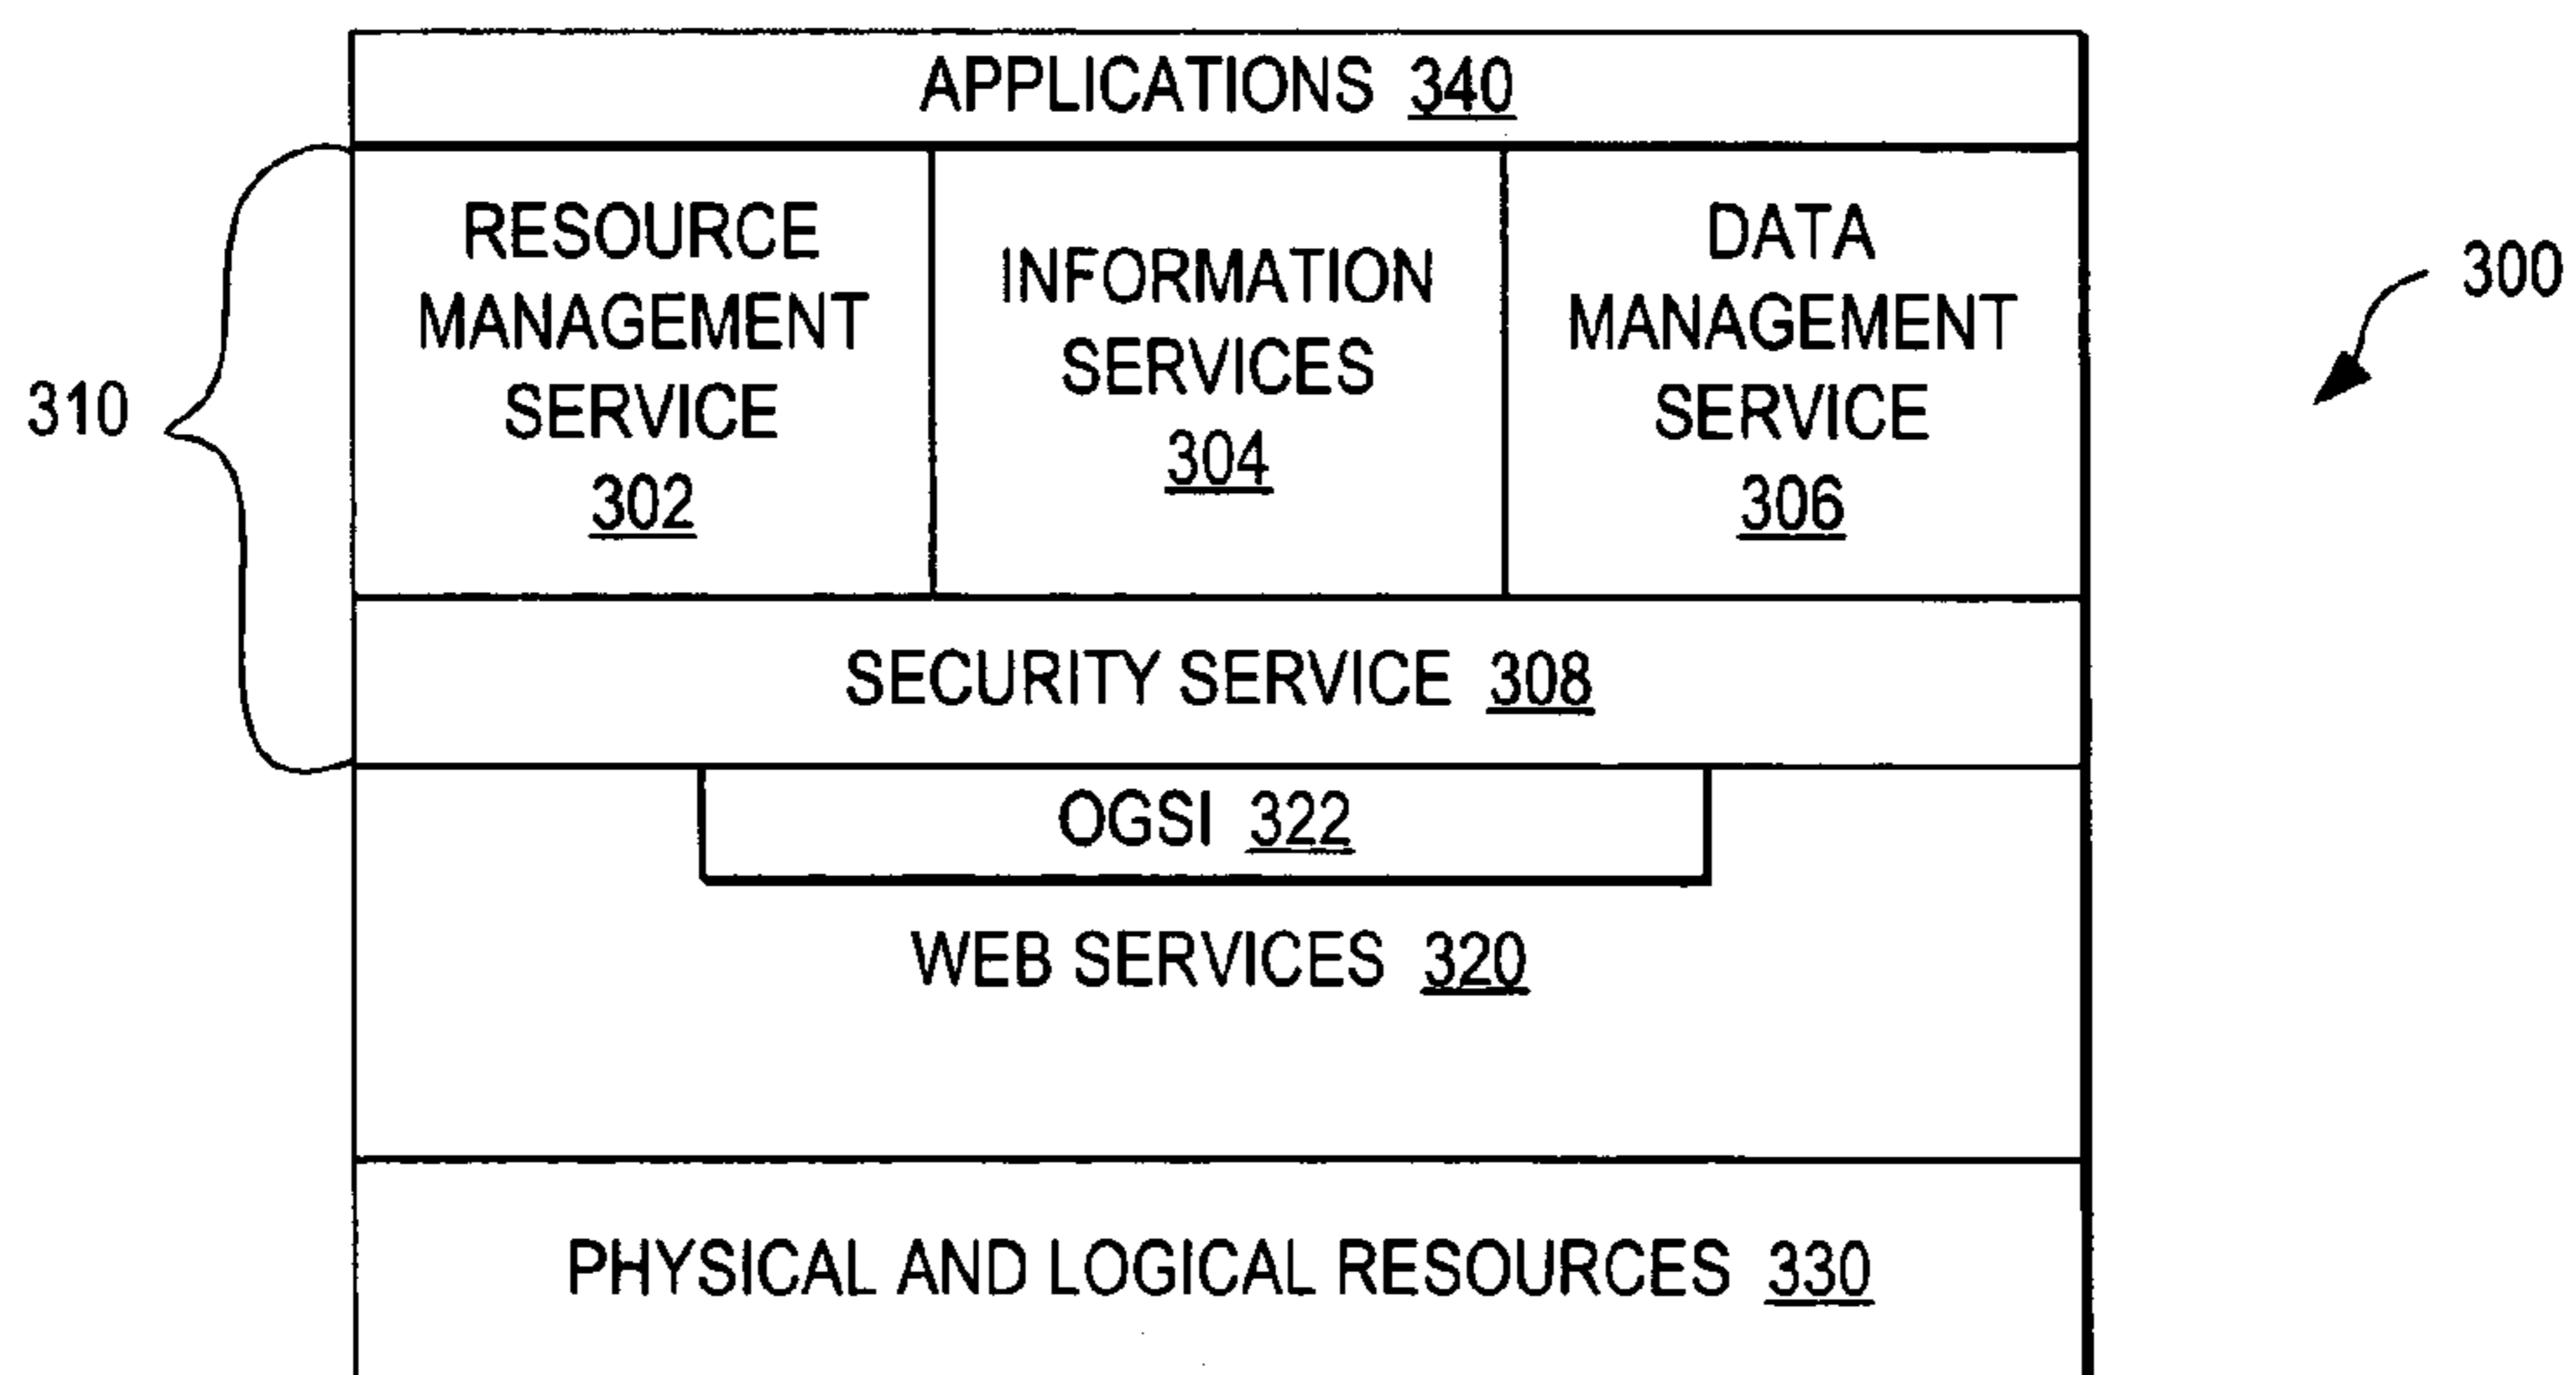 APPLICATIONS 340
RESOURCE
MANAGEMENT
SERVICE
302
INFORMATION
SERVICES
304
DATA
MANAGEMENT
SERVICE
306
300
310
SECURITY SERVICE 308
OGSI 322
WEB SERVICES 320
PHYSICAL AND LOGICAL RESOURCES 330